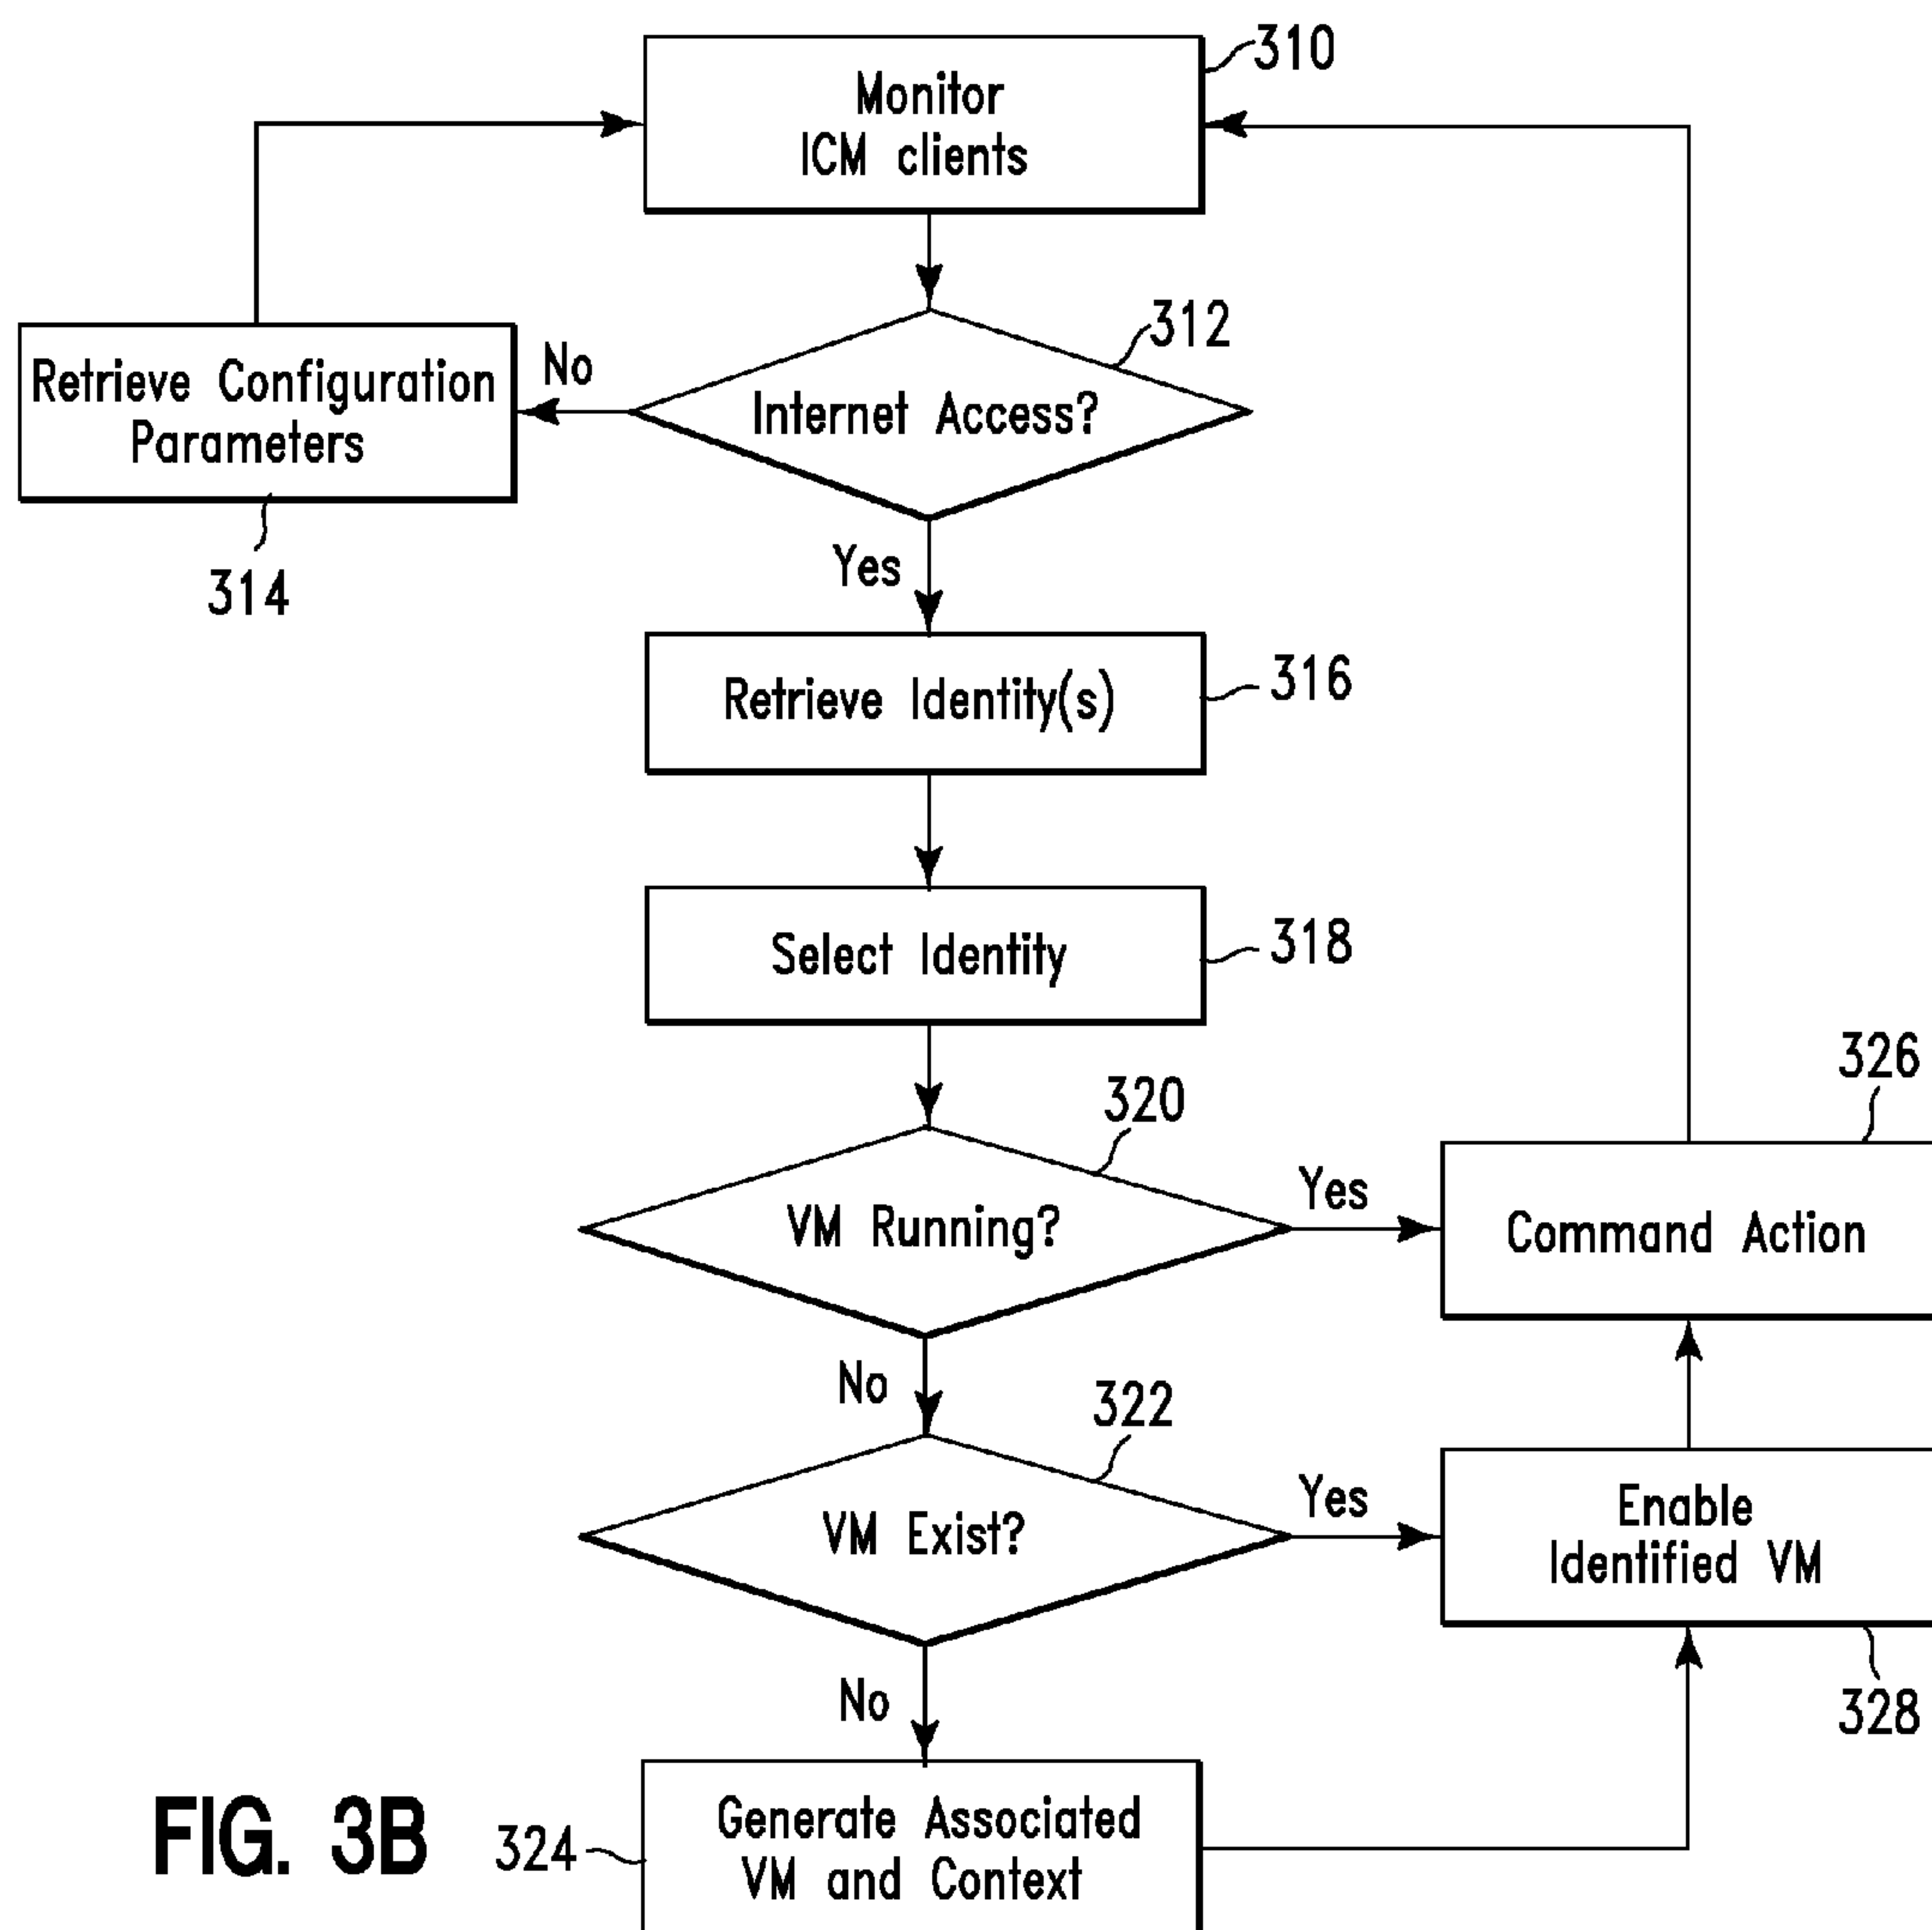 310
Monitor
ICM clients
312
Internet Access?
No
Retrieve Configuration
Parameters
314
Yes
Retrieve Identity(s)
316
Select Identity
318
320
VM Running?
Yes
326
Command Action
No
322
VM Exist?
Yes
Enable
Identified VM
328
No
Generate Associated
VM and Context
324
FIG. 3B